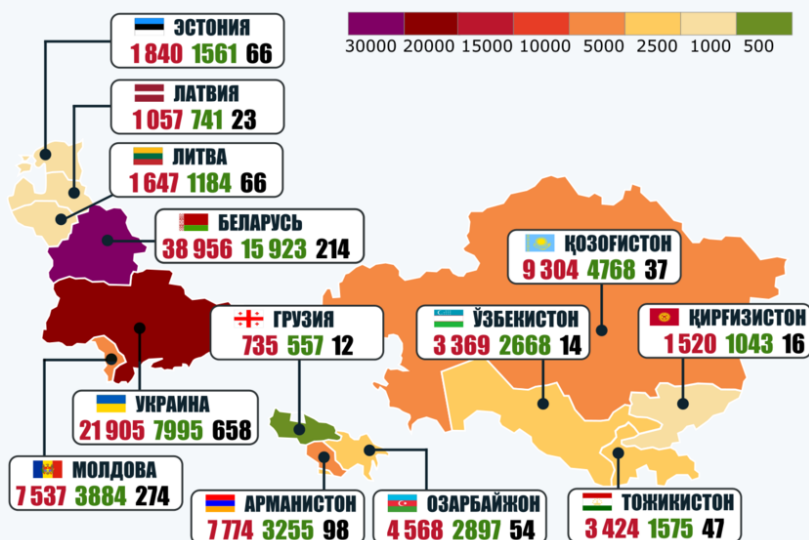 ЭСТОНИЯ
1 840 1561 66
30000 20000 15000 10000 5000 2500 1000 500
ЛАТВИЯ
1 057 741 23
ЛИТВА
1 647 1184 66
БЕЛАРУСЬ
38 956 15 923 214
ҚОЗОҒИСТОН
9 304 4768 37
ГРУЗИЯ
735 557 12
ЎЗБЕКИСТОН
3 369 2668 14
ҚИРҒИЗИСТОН
1 520 1043 16
УКРАИНА
21 905 7995 658
МОЛДОВА
7 537 3884 274
АРМАНИСТОН
7 774 3255 98
ОЗАРБАЙЖОН
4 568 2897 54
ТОЖИКИСТОН
3 424 1575 47